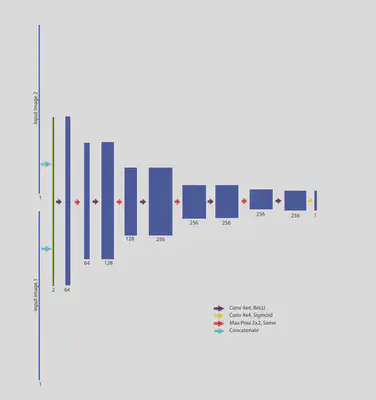 Input image 2
1
Input image 1
1
2
64
64
128
128
256
256
256
256
256
1
Conv 4x4, ReLU
Conv 4x4, Sigmoid
Max Pool 2x2, Same
Concatenate